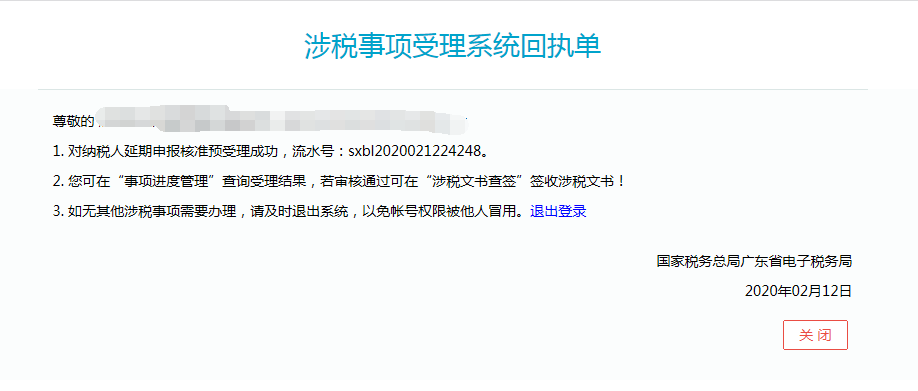 涉税事项受理系统回执单
尊敬的
1. 对纳税人延期申报核准预受理成功，流水号：sxbl2020021224248。
2. 您可在“事项进度管理”查询受理结果，若审核通过可在“涉税文书查签”签收涉税文书！
3. 如无其他涉税事项需要办理，请及时退出系统，以免帐号权限被他人冒用。退出登录
国家税务总局广东省电子税务局
2020年02月12日
关 闭